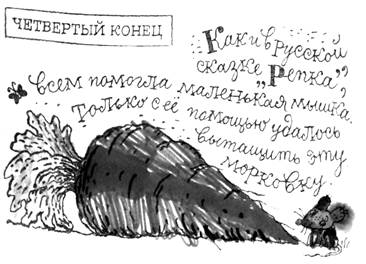 ЧЕТВЕРТЫЙ КОНЕЦ
Как и в русской
сказке „Репка“,
всем помогла маленькая мышка.
Только с её помощью удалось
вытащить эту
морковку.